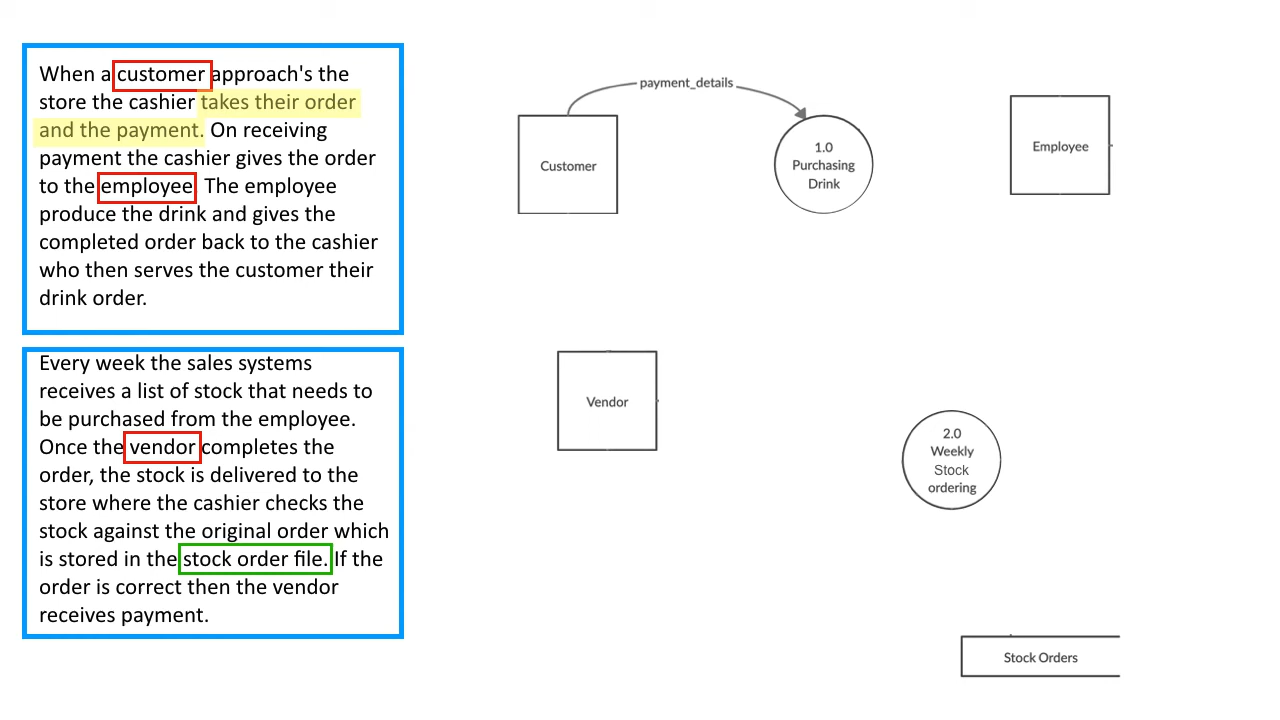 When a customer approach's the
store the cashier takes their order
and the payment. On receiving
payment the cashier gives the order
to the employee. The employee
produce the drink and gives the
completed order back to the cashier
who then serves the customer their
drink order.
Every week the sales systems
receives a list of stock that needs to
be purchased from the employee.
Once the vendor completes the
order, the stock is delivered to the
store where the cashier checks the
stock against the original order which
is stored in the stock order file. If the
order is correct then the vendor
receives payment.
payment_details
Customer
1.0
Purchasing
Drink
Employee
Vendor
2.0
Weekly
Stock
ordering
Stock Orders